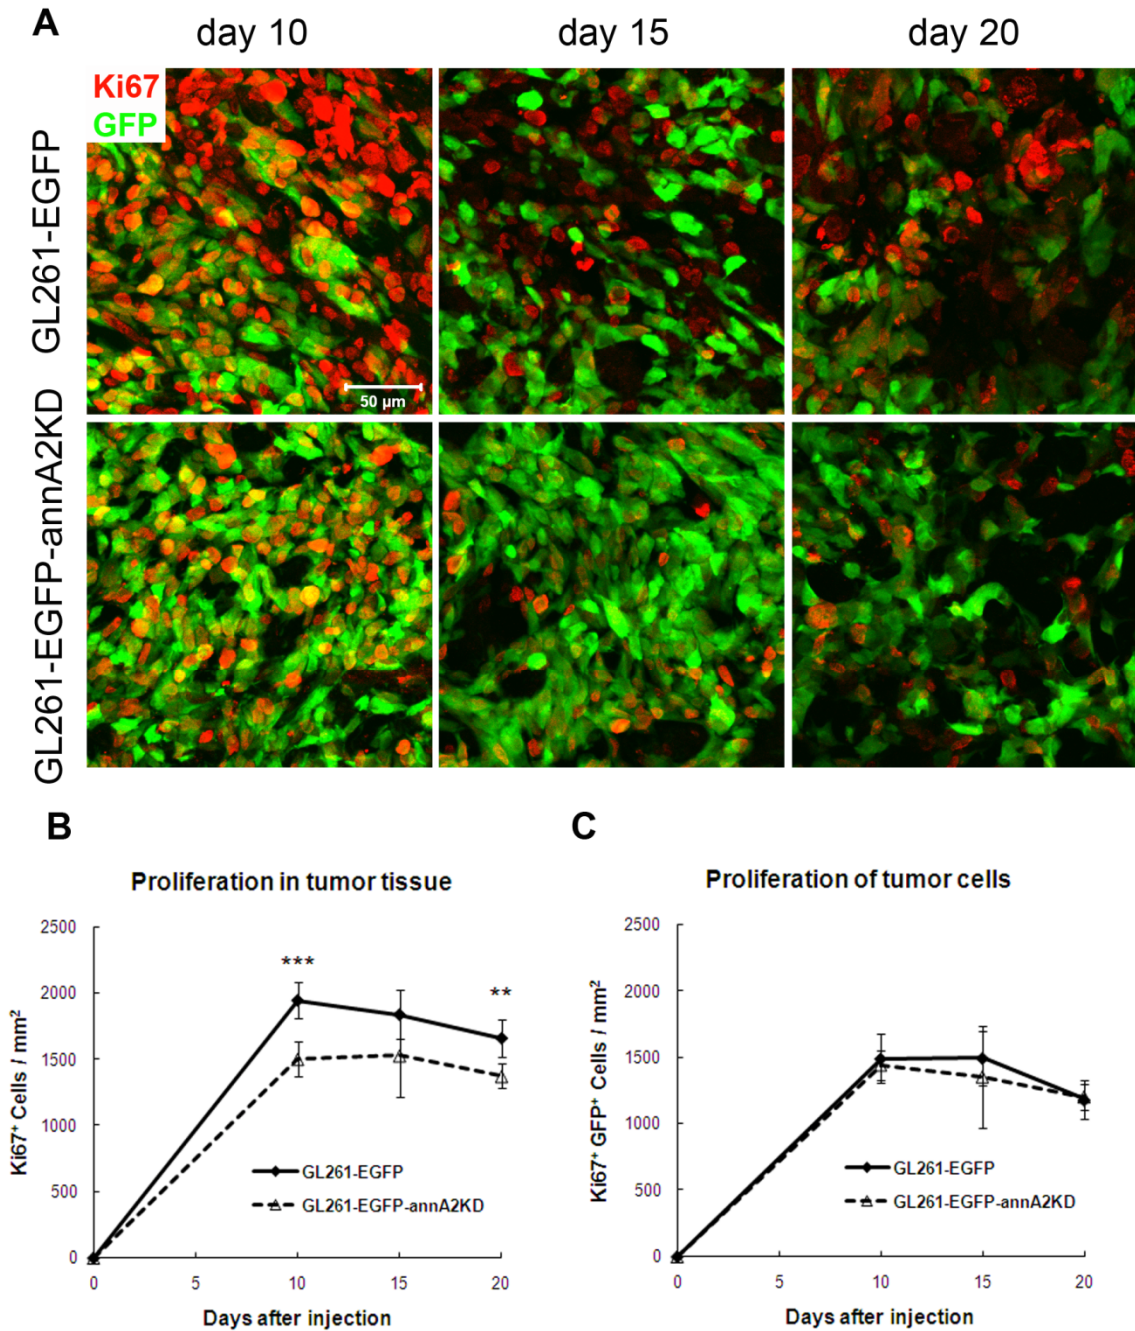 A
day 10 day 15 day 20
Ki67
GFP
GL261-EGFP
50 µm
GL261-EGFP-annA2KD
B
Proliferation in tumor tissue
Ki67⁺ Cells / mm²
2500
2000
1500
1000
500
0
*** **
GL261-EGFP
GL261-EGFP-annA2KD
0 5 10 15 20
Days after injection
C
Proliferation of tumor cells
Ki67⁺ GFP⁺ Cells / mm²
2500
2000
1500
1000
500
0
GL261-EGFP
GL261-EGFP-annA2KD
0 5 10 15 20
Days after injection